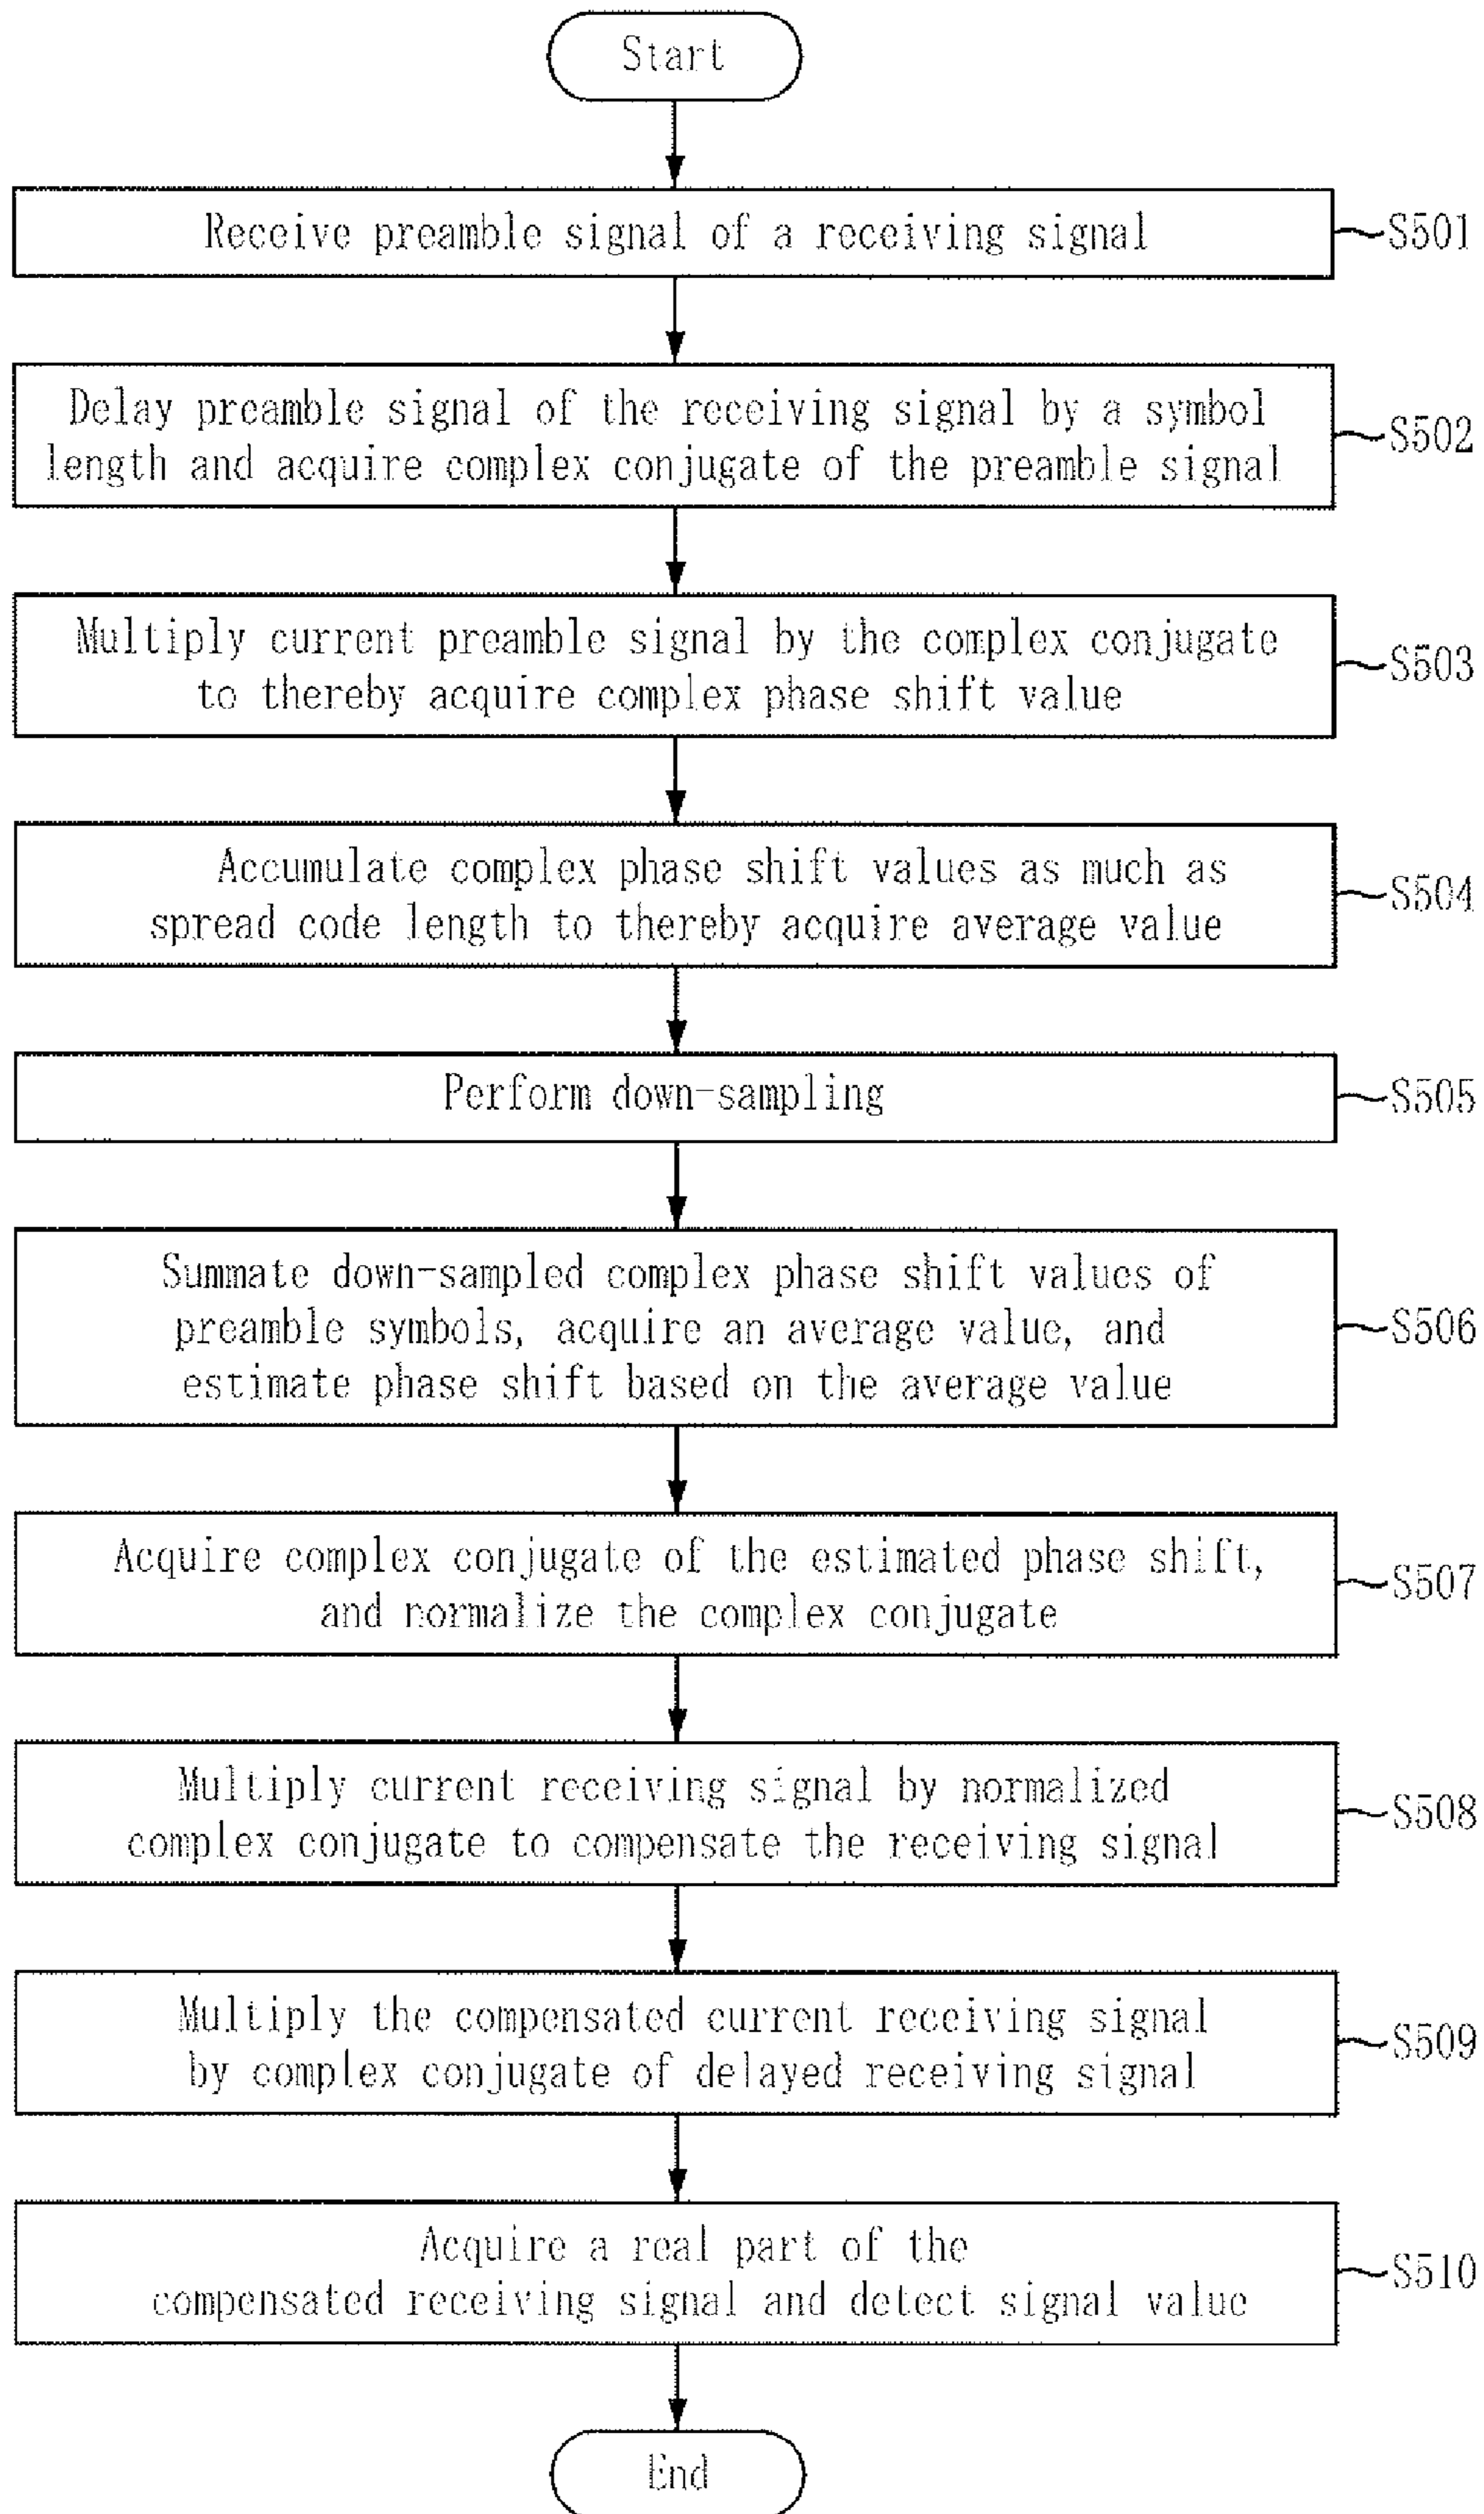 Start
Receive preamble signal of a receiving signal
S501
Delay preamble signal of the receiving signal by a symbol
length and acquire complex conjugate of the preamble signal
S502
Multiply current preamble signal by the complex conjugate
to thereby acquire complex phase shift value
S503
Accumulate complex phase shift values as much as
spread code length to thereby acquire average value
S504
Perform down-sampling
S505
Summate down-sampled complex phase shift values of
preamble symbols, acquire an average value, and
estimate phase shift based on the average value
S506
Acquire complex conjugate of the estimated phase shift,
and normalize the complex conjugate
S507
Multiply current receiving signal by normalized
complex conjugate to compensate the receiving signal
S508
Multiply the compensated current receiving signal
by complex conjugate of delayed receiving signal
S509
Acquire a real part of the
compensated receiving signal and detect signal value
S510
End